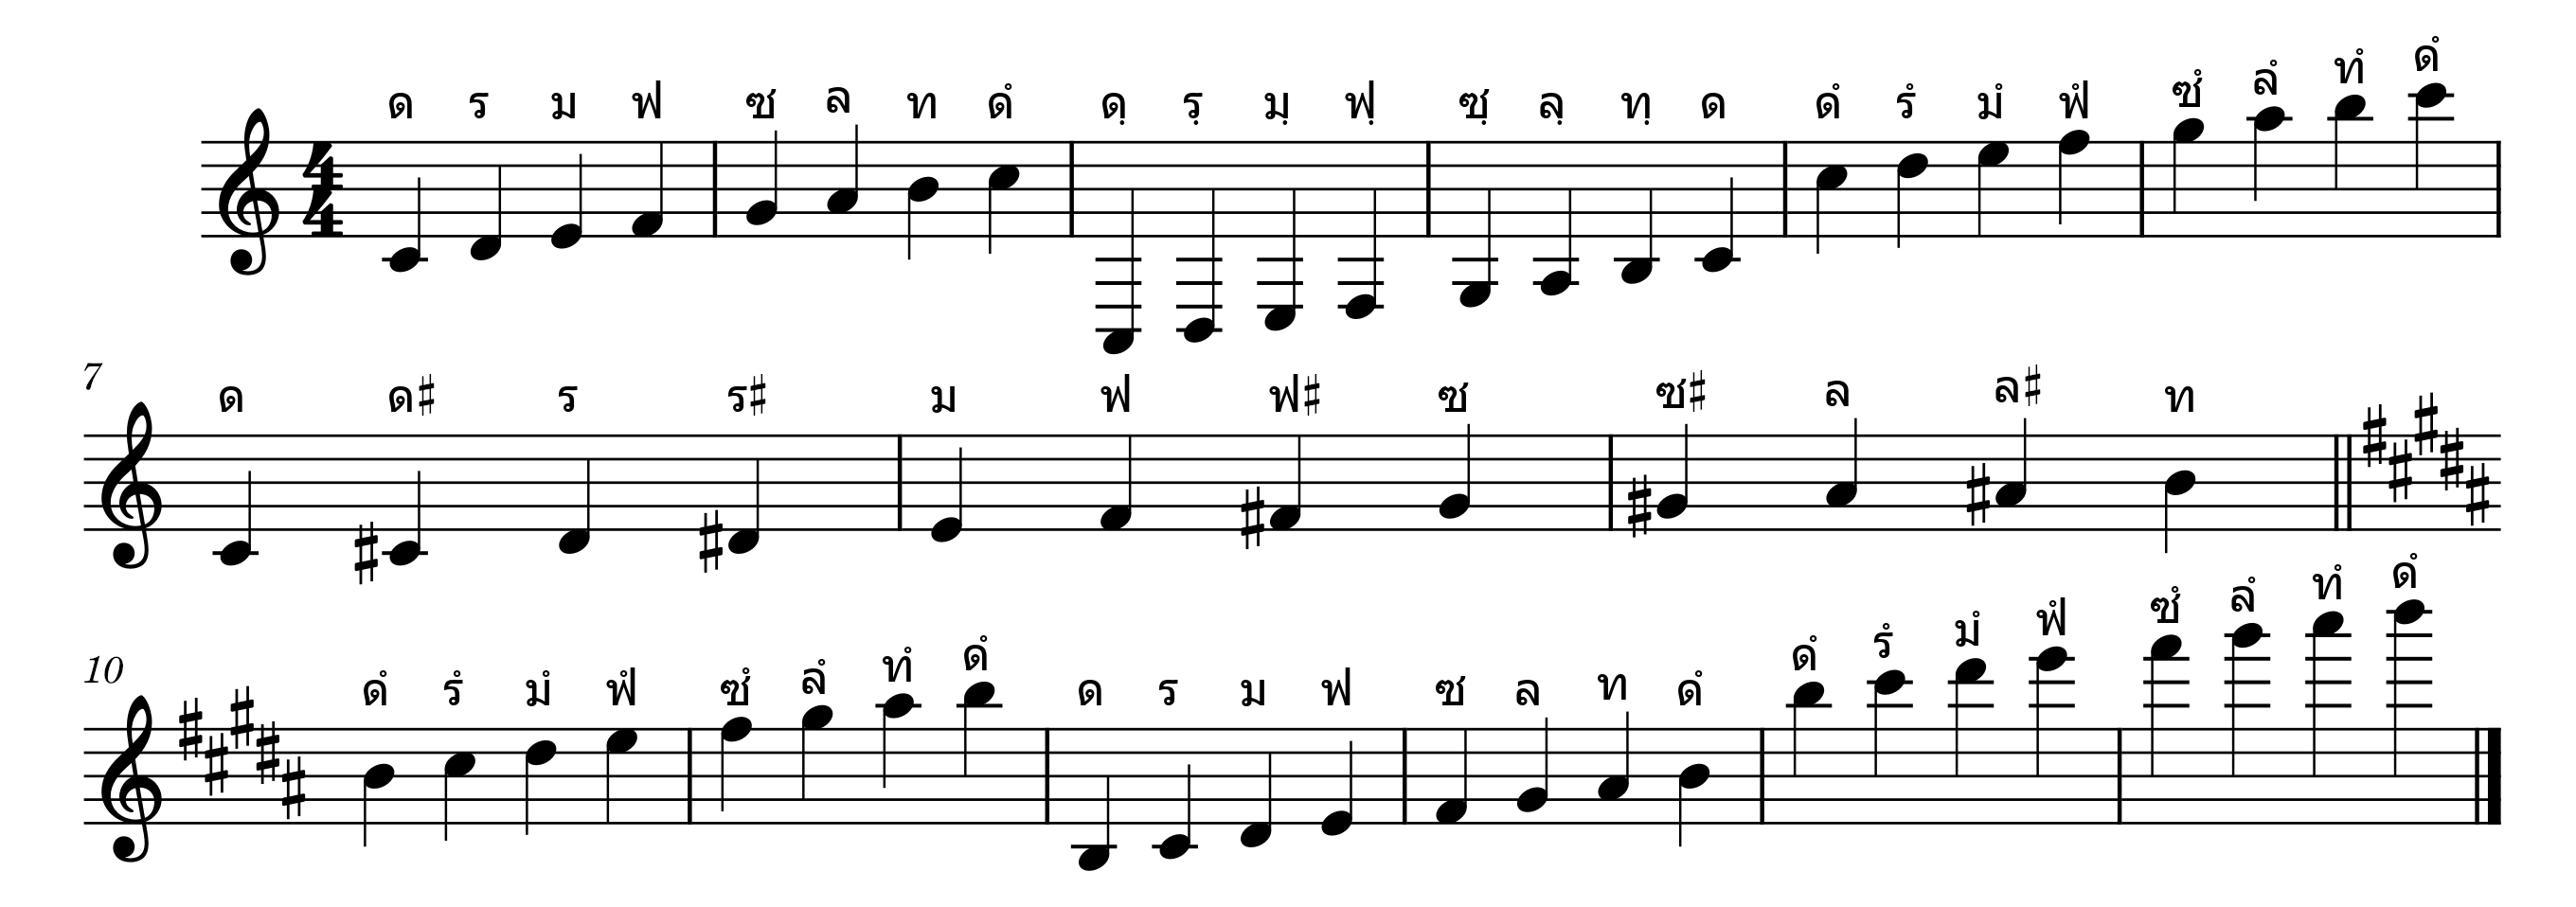 ด ร ม ฟ ซ ล ท ดํ ดฺ รฺ มฺ ฟฺ ซฺ ลฺ ทฺ ด ดํ รํ มํ ฟํ ซํ ลํ ทํ ดํ
7
ด ด♯ ร ร♯ ม ฟ ฟ♯ ซ ซ♯ ล ล♯ ท
10
ดํ รํ มํ ฟํ ซํ ลํ ทํ ดํ ด ร ม ฟ ซ ล ท ดํ ดํ รํ มํ ฟํ ซํ ลํ ทํ ดํ